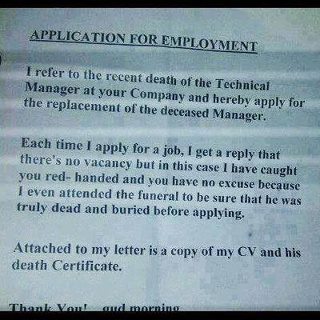 APPLICATION FOR EMPLOYMENT
I refer to the recent death of the Technical
Manager at your Company and hereby apply for
the replacement of the deceased Manager.
Each time I apply for a job, I get a reply that
there's no vacancy but in this case I have caught
you red- handed and you have no excuse because
I even attended the funeral to be sure that he was
truly dead and buried before applying.
Attached to my letter is a copy of my CV and his
death Certificate.
Thank You! gud morning